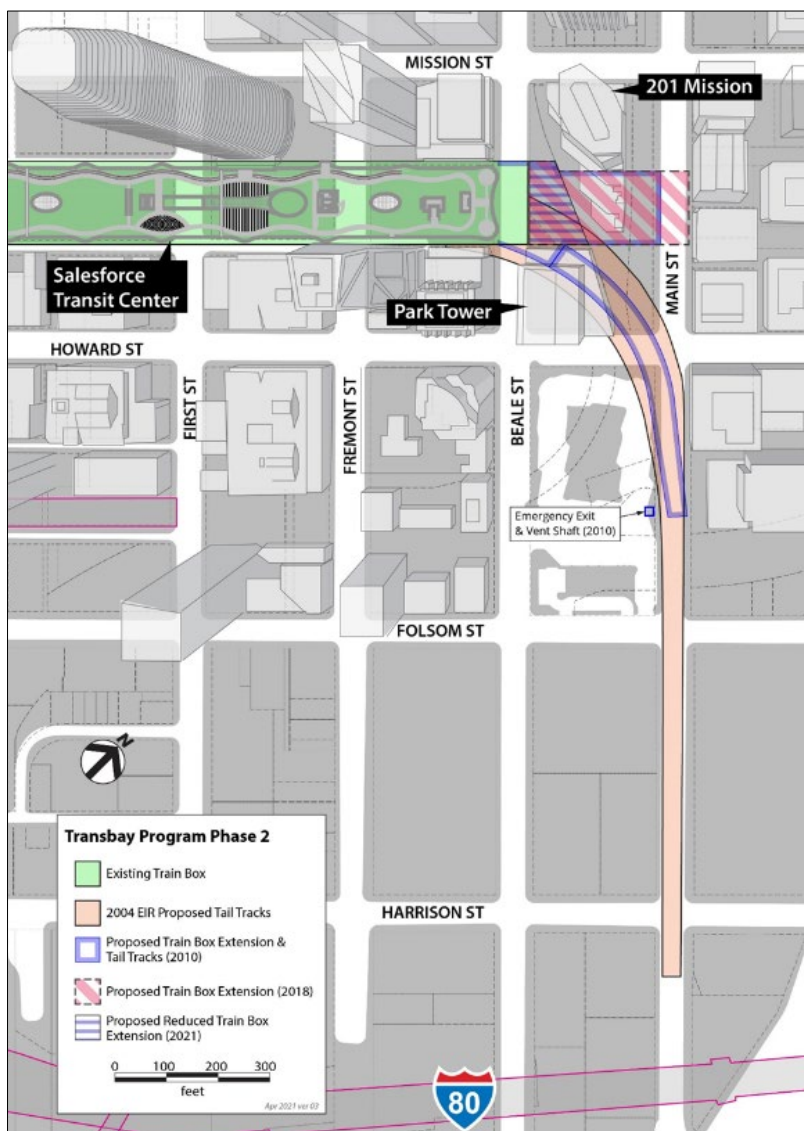 MISSION ST
201 Mission
Salesforce
Transit Center
MAIN ST
Park Tower
HOWARD ST
FIRST ST
FREMONT ST
BEALE ST
Emergency Exit
& Vent Shaft (2010)
FOLSOM ST
N
Transbay Program Phase 2
Existing Train Box
2004 EIR Proposed Tail Tracks
Proposed Train Box Extension &
Tail Tracks (2010)
Proposed Train Box Extension (2018)
Proposed Reduced Train Box
Extension (2021)
0 100 200 300
feet
Apr 2021 ver 03
HARRISON ST
80